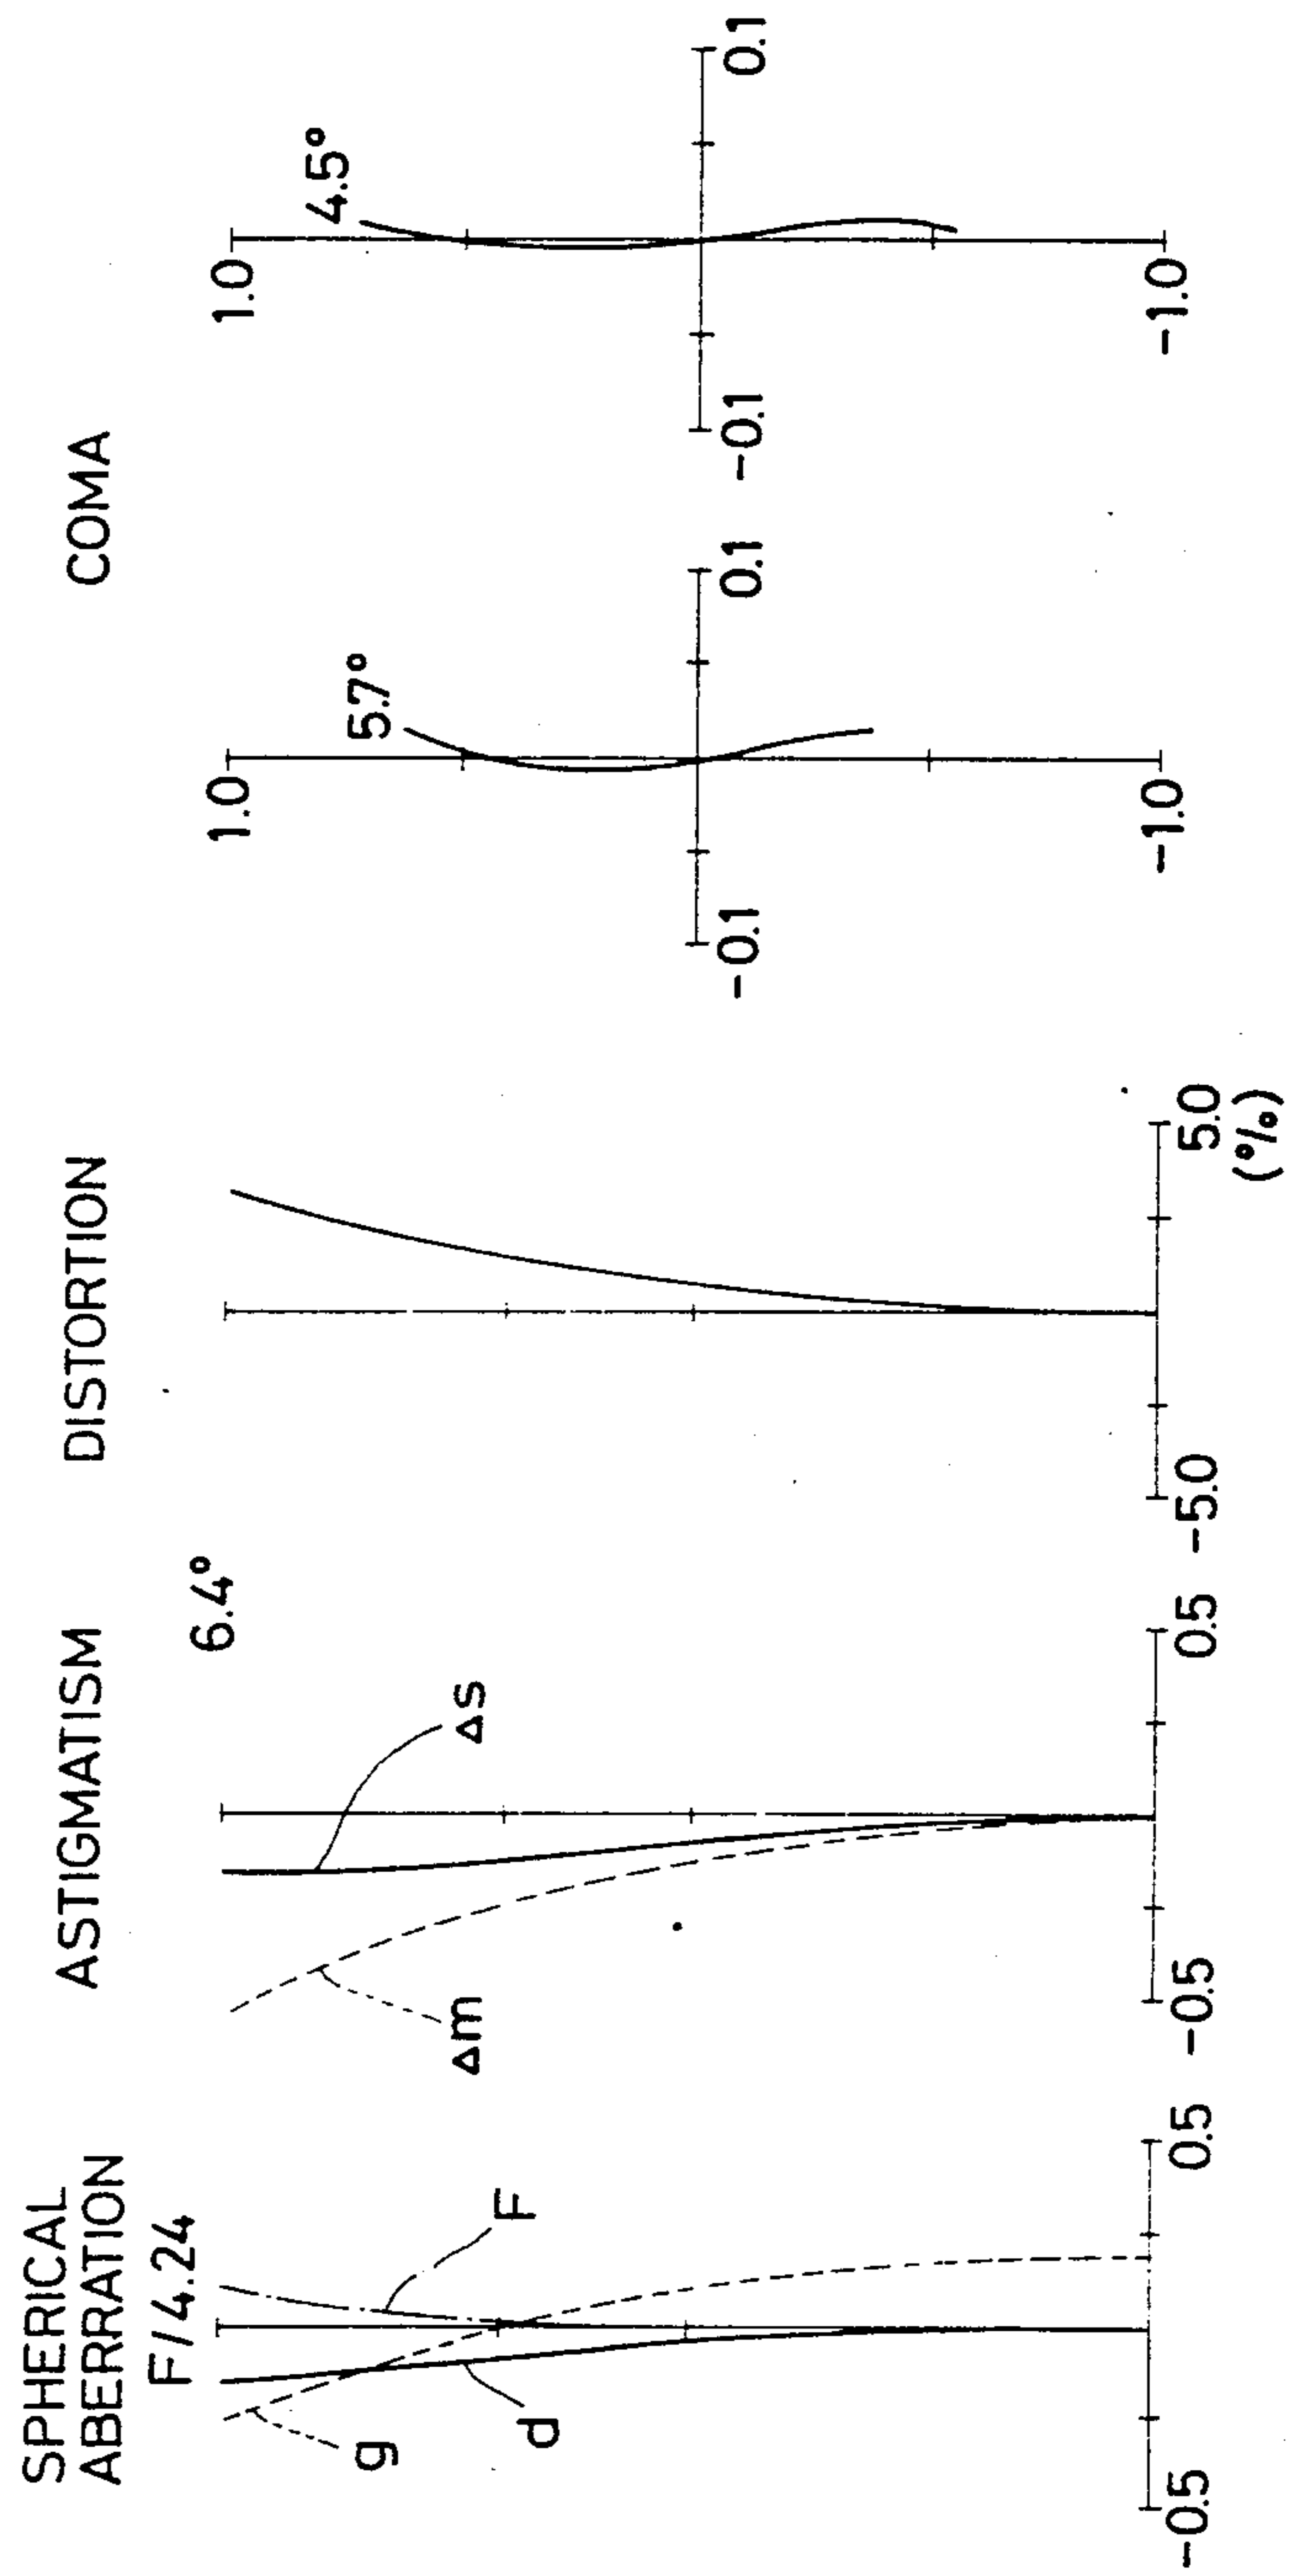 SPHERICAL
ABERRATION
F/4.24
g
d
F
-0.5
0.5
ASTIGMATISM
6.4°
Δm
Δs
-0.5
0.5
DISTORTION
-5.0
5.0
(%)
COMA
1.0
5.7°
-0.1
0.1
-1.0
1.0
4.5°
-0.1
0.1
-1.0